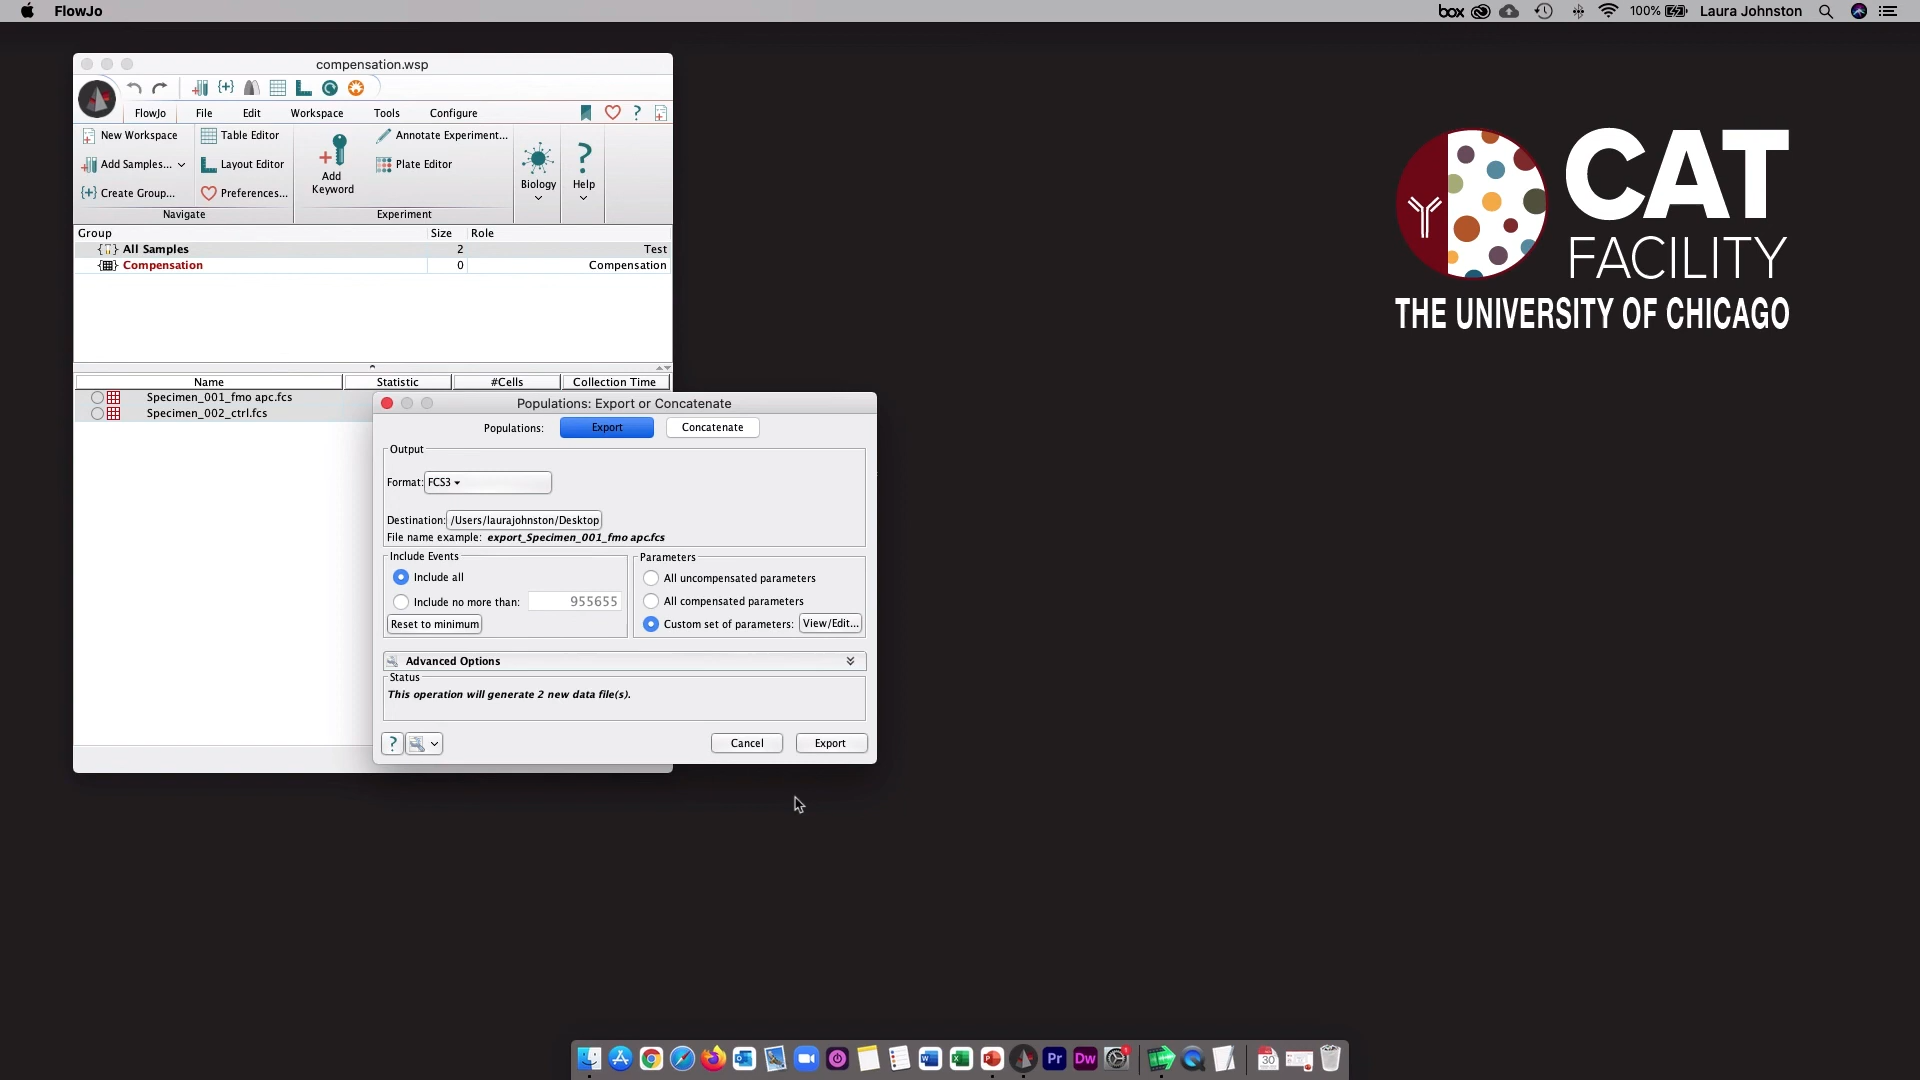 FlowJo
box 100% Laura Johnston
compensation.wsp
FlowJo File Edit Workspace Tools Configure
New Workspace Table Editor Annotate Experiment...
Add Samples... Layout Editor Add Keyword Plate Editor Biology Help
Create Group... Preferences...
Navigate Experiment
Group Size Role
All Samples 2 Test
Compensation 0 Compensation
Name Statistic #Cells Collection Time
Specimen_001_fmo apc.fcs
Specimen_002_ctrl.fcs
Populations: Export or Concatenate
Populations: Export Concatenate
Output
Format: FCS3
Destination: /Users/laurajohnston/Desktop
File name example: export_Specimen_001_fmo apc.fcs
Include Events
Include all
Include no more than: 955655
Reset to minimum
Parameters
All uncompensated parameters
All compensated parameters
Custom set of parameters: View/Edit...
Advanced Options
Status
This operation will generate 2 new data file(s).
? Cancel Export
CAT
FACILITY
THE UNIVERSITY OF CHICAGO
Pr Dw 30